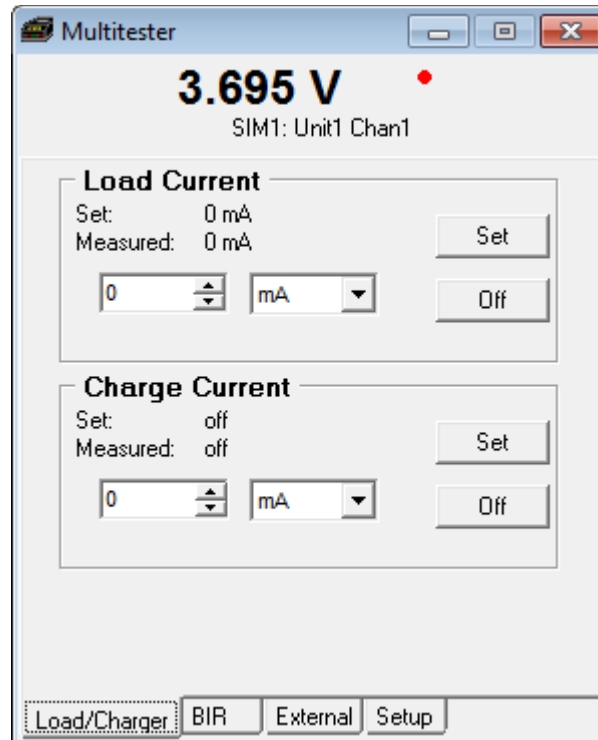 Multitester
3.695 V
SIM1: Unit1 Chan1
Load Current
Set: 0 mA
Measured: 0 mA
Set
0 mA
Off
Charge Current
Set: off
Measured: off
Set
0 mA
Off
Load/Charger BIR External Setup